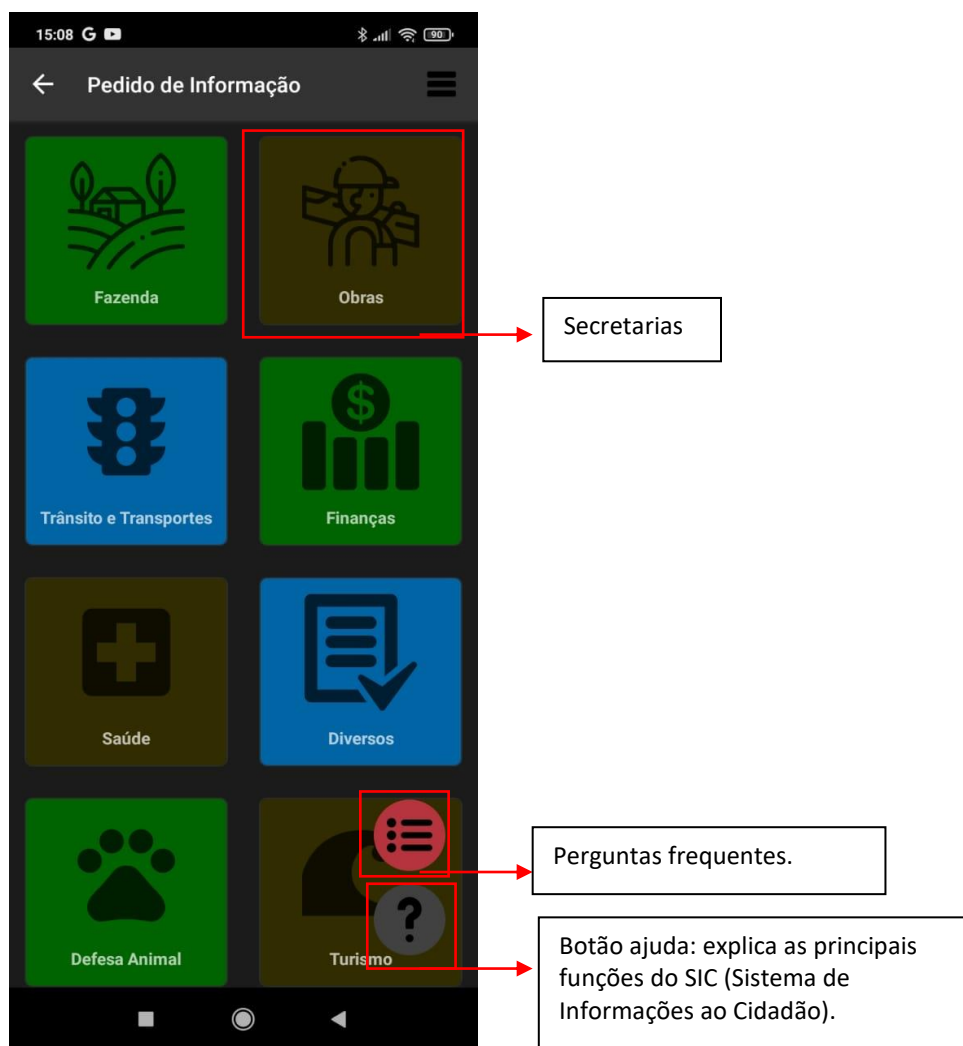 15:08 G
90
Pedido de Informação
Fazenda
Obras
Secretarias
Trânsito e Transportes
Finanças
$
Saúde
Diversos
Perguntas frequentes.
?
Defesa Animal
Turismo
Botão ajuda: explica as principais
funções do SIC (Sistema de
Informações ao Cidadão).